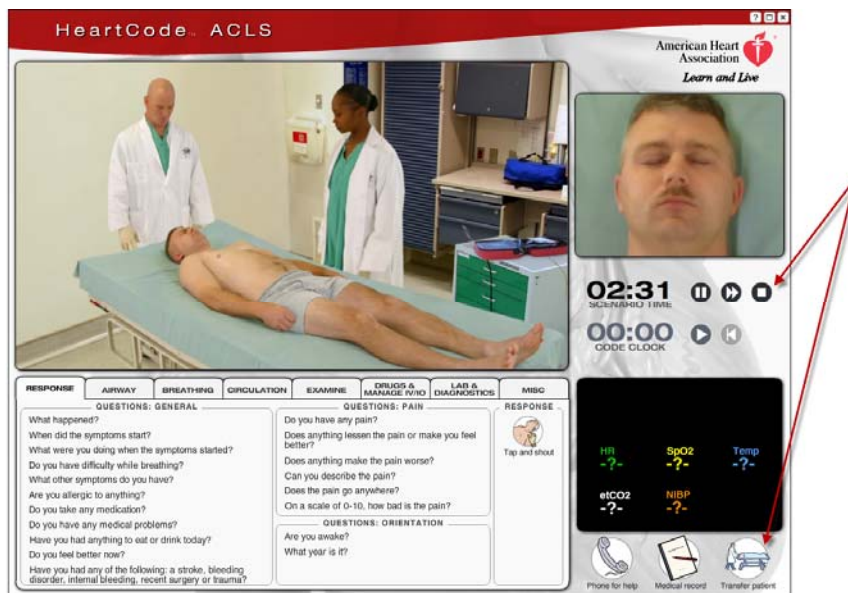 HeartCode™ ACLS
American Heart
Association
Learn and Live
02:31
SCENARIO TIME
00:00
CODE CLOCK
RESPONSE
AIRWAY
BREATHING
CIRCULATION
EXAMINE
DRUGS &
MANAGE IV/IO
LAB &
DIAGNOSTICS
MISC
QUESTIONS: GENERAL
What happened?
When did the symptoms start?
What were you doing when the symptoms started?
Do you have difficulty while breathing?
What other symptoms do you have?
Are you allergic to anything?
Do you take any medication?
Do you have any medical problems?
Have you had anything to eat or drink today?
Do you feel better now?
Have you had any of the following: a stroke, bleeding
disorder, internal bleeding, recent surgery or trauma?
QUESTIONS: PAIN
Do you have any pain?
Does anything lessen the pain or make you feel
better?
Does anything make the pain worse?
Can you describe the pain?
Does the pain go anywhere?
On a scale of 0-10, how bad is the pain?
QUESTIONS: ORIENTATION
Are you awake?
What year is it?
RESPONSE
Tap and shout
HR
-?-
SpO2
-?-
Temp
-?-
etCO2
-?-
NIBP
-?-
Phone for help
Medical record
Transfer patient